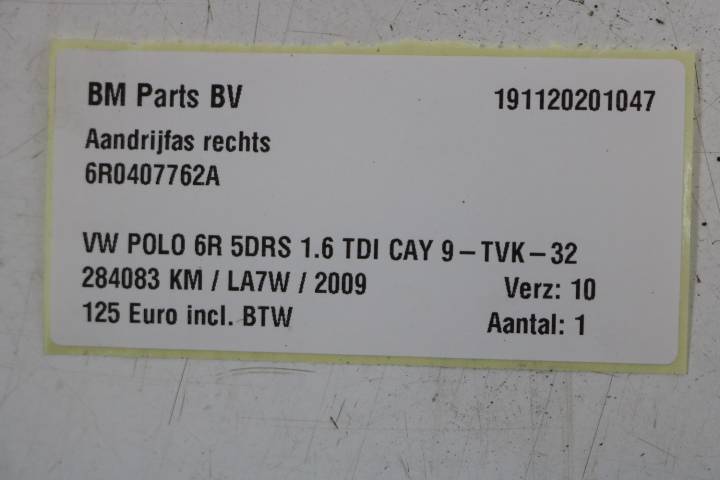 BM Parts BV 191120201047
Aandrijfas rechts
6R0407762A
VW POLO 6R 5DRS 1.6 TDI CAY 9-TVK-32
284083 KM / LA7W / 2009 Verz: 10
125 Euro incl. BTW Aantal: 1